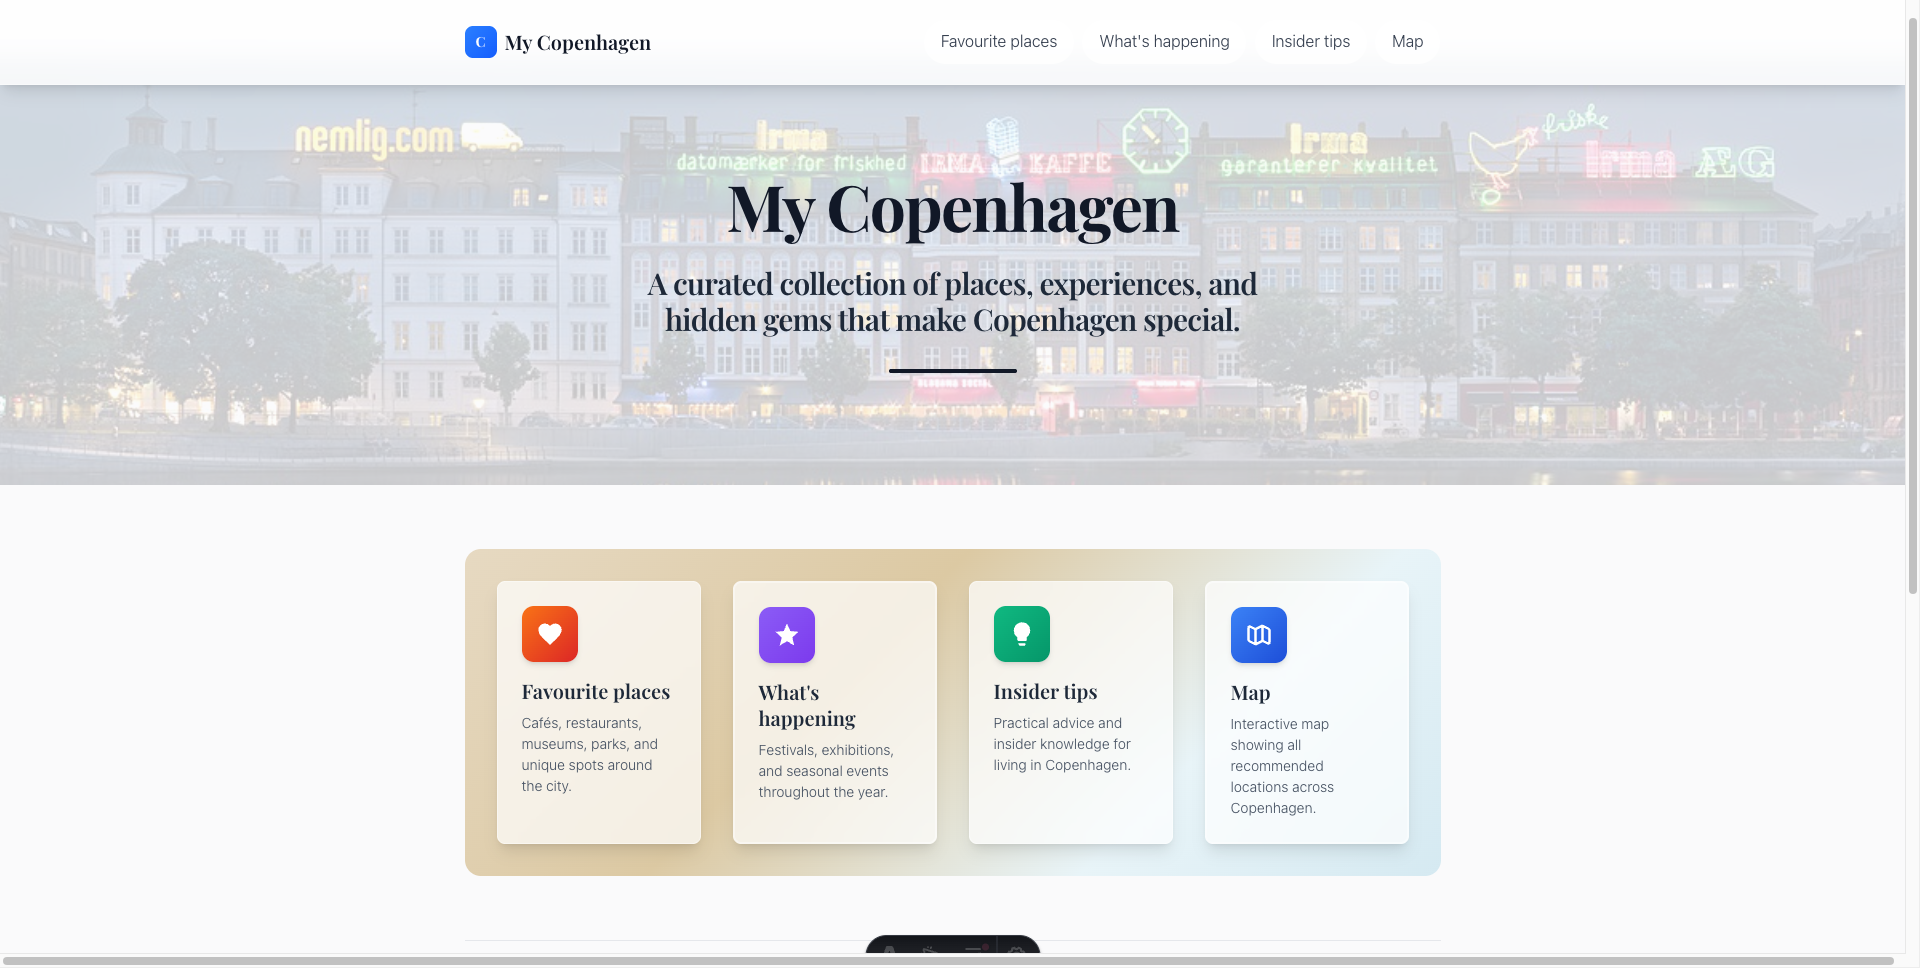 C My Copenhagen
Favourite places What's happening Insider tips Map
nemlig.com
Irma
datomærker for friskhed
IRMA KAFFE
Irma
garanterer kvalitet
friske
Irma ÆG
My Copenhagen
A curated collection of places, experiences, and
hidden gems that make Copenhagen special.
Favourite places
Cafés, restaurants,
museums, parks, and
unique spots around
the city.
What's
happening
Festivals, exhibitions,
and seasonal events
throughout the year.
Insider tips
Practical advice and
insider knowledge for
living in Copenhagen.
Map
Interactive map
showing all
recommended
locations across
Copenhagen.